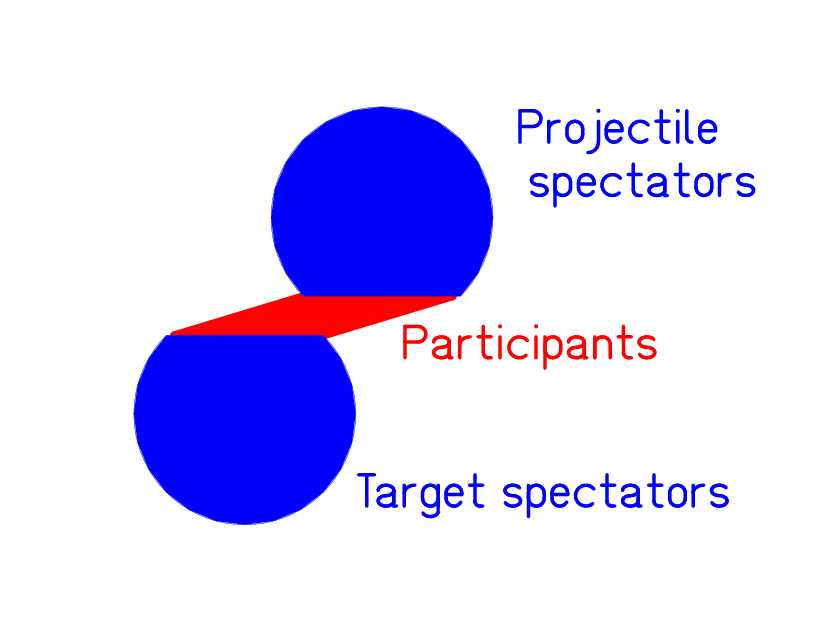 Projectile
spectators
Participants
Target spectators